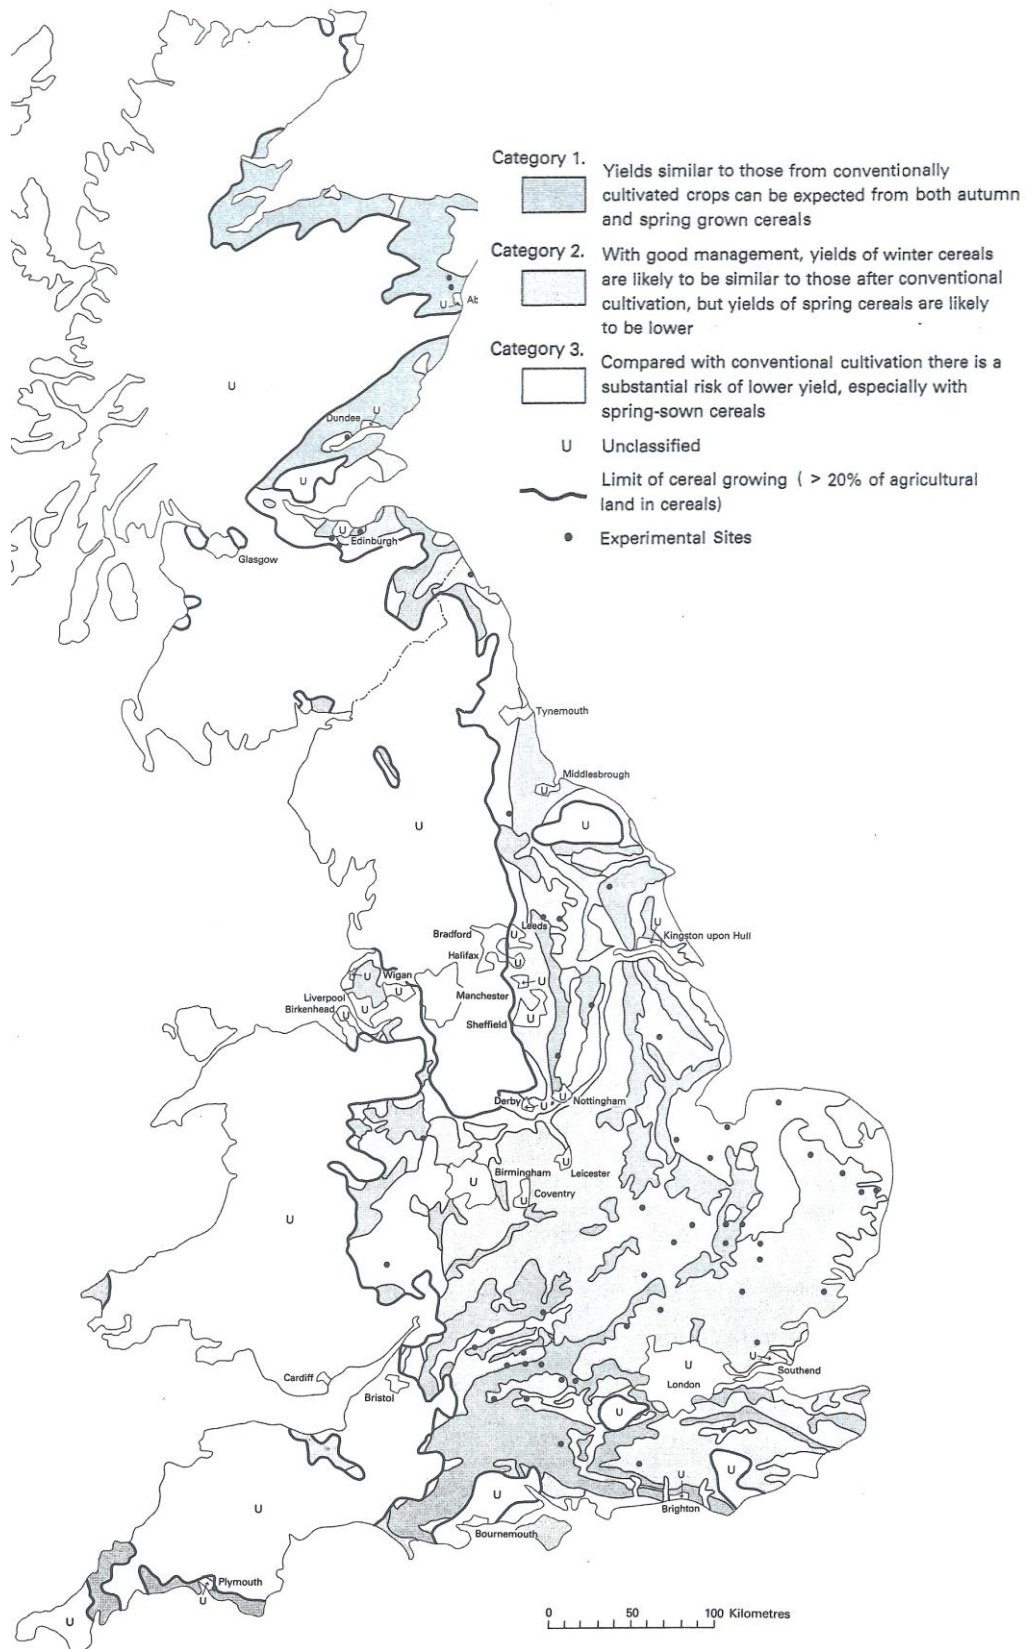 Category 1.
Yields similar to those from conventionally
cultivated crops can be expected from both autumn
and spring grown cereals
Category 2.
With good management, yields of winter cereals
are likely to be similar to those after conventional
cultivation, but yields of spring cereals are likely
to be lower
Category 3.
Compared with conventional cultivation there is a
substantial risk of lower yield, especially with
spring-sown cereals
U Unclassified
Limit of cereal growing ( > 20% of agricultural
land in cereals)
Experimental Sites
U Ab
U
U
Dundee
U
U
Edinburgh
Glasgow
Tynemouth
Middlesbrough
U
U
U
Leeds
U
Bradford
U
Kingston upon Hull
Halifax
U
U
Wigan
U
U
Manchester
Liverpool
U
Birkenhead
U
Sheffield
U
Derby
U
U
Nottingham
U
Birmingham
Leicester
U
Coventry
U
U
U
U
Southend
London
Cardiff
Bristol
U
U
U
U
U
Brighton
Bournemouth
Plymouth
U
U
0 50 100 Kilometres